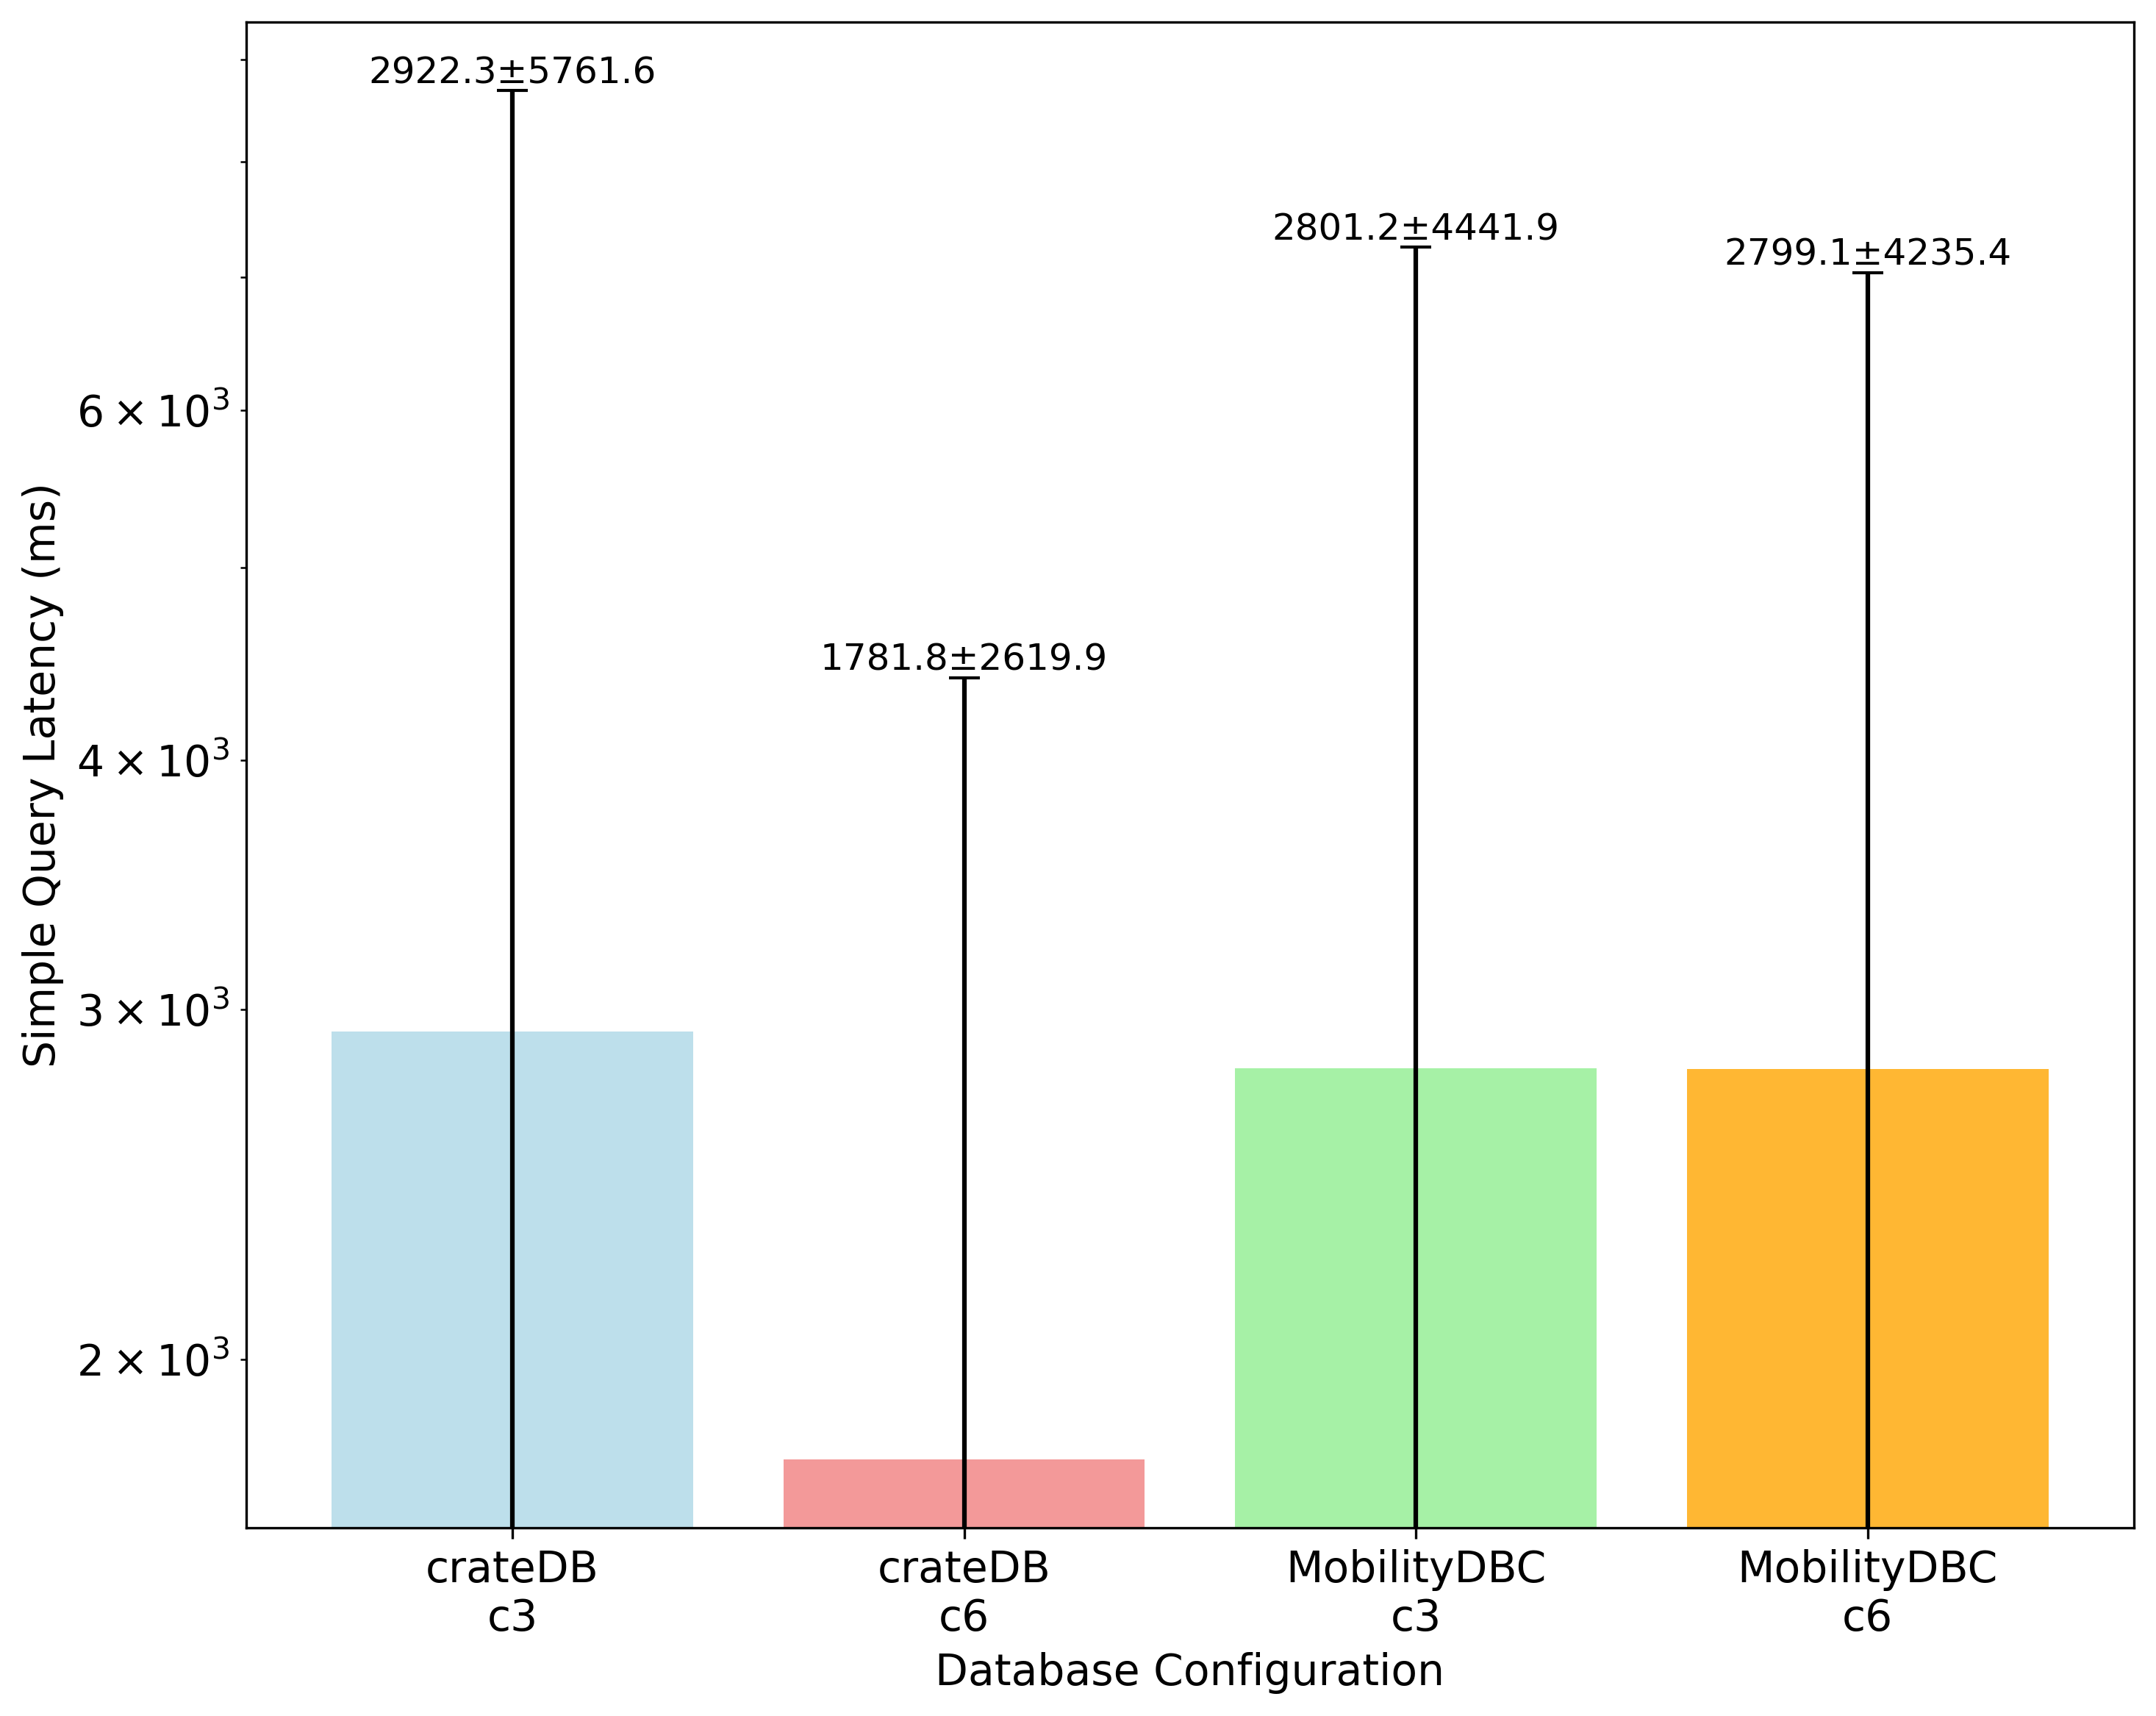 2922.3±5761.6
2801.2±4441.9
2799.1±4235.4
1781.8±2619.9
6 × 10³
4 × 10³
3 × 10³
2 × 10³
Simple Query Latency (ms)
crateDB
c3
crateDB
c6
MobilityDBC
c3
MobilityDBC
c6
Database Configuration